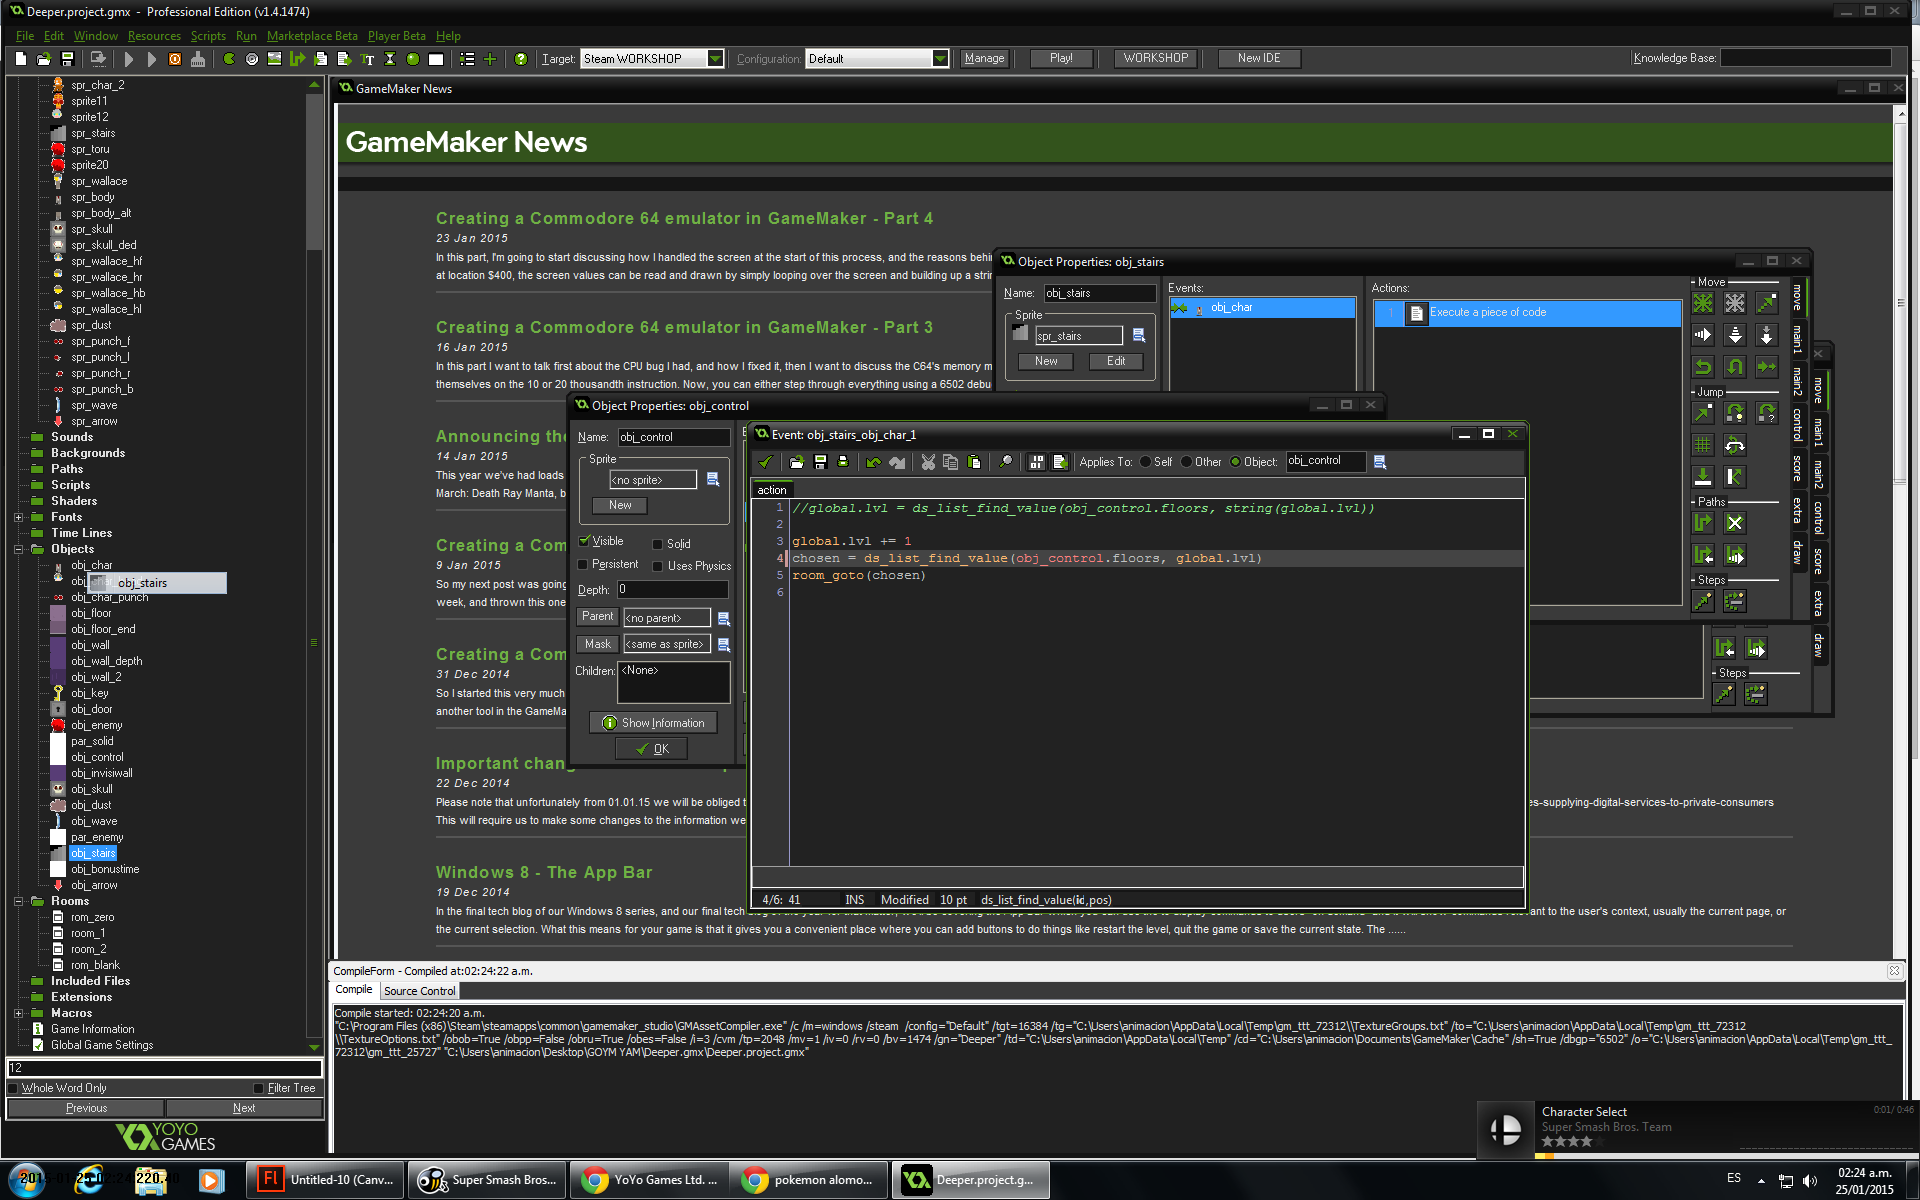 Deeper.project.gmx - Professional Edition (v1.4.1474)
File Edit Window Resources Scripts Run Marketplace Beta Player Beta Help
Target: Steam WORKSHOP Configuration: Default Manage Play! WORKSHOP New IDE Knowledge Base:
spr_char_2
sprite11
sprite12
spr_stairs
spr_toru
sprite20
spr_wallace
spr_body
spr_body_alt
spr_skull
spr_skull_ded
spr_wallace_hf
spr_wallace_hr
spr_wallace_hb
spr_wallace_hl
spr_dust
spr_punch_f
spr_punch_l
spr_punch_r
spr_punch_b
spr_wave
spr_arrow
Sounds
Backgrounds
Paths
Scripts
Shaders
Fonts
Time Lines
Objects
obj_char
obj_stairs
obj_char_punch
obj_floor
obj_floor_end
obj_wall
obj_wall_depth
obj_wall_2
obj_key
obj_door
obj_enemy
par_solid
obj_control
obj_invisiwall
obj_skull
obj_dust
obj_wave
par_enemy
obj_stairs
obj_bonustime
obj_arrow
Rooms
rom_zero
room_1
room_2
rom_blank
Included Files
Extensions
Macros
Game Information
Global Game Settings
12
Whole Word Only Filter Tree
Previous Next
YOYO GAMES
GameMaker News
GameMaker News
Creating a Commodore 64 emulator in GameMaker - Part 4
23 Jan 2015
In this part, I'm going to start discussing how I handled the screen at the start of this process, and the reasons behi
at location $400, the screen values can be read and drawn by simply looping over the screen and building up a stri
Creating a Commodore 64 emulator in GameMaker - Part 3
16 Jan 2015
In this part I want to talk first about the CPU bug I had, and how I fixed it, then I want to discuss the C64's memory m
themselves on the 10 or 20 thousandth instruction. Now, you can either step through everything using a 6502 debu
Announcing the
14 Jan 2015
This year we've had loads
March: Death Ray Manta, b
Creating a Com
9 Jan 2015
So my next post was going
week, and thrown this one
Creating a Com
31 Dec 2014
So I started this very much
another tool in the GameMa
Important chang
22 Dec 2014
Please note that unfortunately from 01.01.15 we will be obliged t
es-supplying-digital-services-to-private-consumers
This will require us to make some changes to the information we
Windows 8 - The App Bar
19 Dec 2014
In the final tech blog of our Windows 8 series, and our final tech
ant to the user's context, usually the current page, or
the current selection. What this means for your game is that it gives you a convenient place where you can add buttons to do things like restart the level, quit the game or save the current state. The ......
Object Properties: obj_stairs
Name: obj_stairs
Sprite
spr_stairs
New Edit
Events:
obj_char
Actions:
1 Execute a piece of code
Move
Jump
Paths
Steps
move
main1
main2
control
score
extra
draw
move
main1
main2
control
score
extra
draw
Steps
Object Properties: obj_control
Name: obj_control
Sprite
<no sprite>
New
Visible Solid
Persistent Uses Physics
Depth: 0
Parent <no parent>
Mask <same as sprite>
Children: <None>
Show Information
OK
Event: obj_stairs_obj_char_1
Applies To: Self Other Object: obj_control
action
1 //global.lvl = ds_list_find_value(obj_control.floors, string(global.lvl))
2
3 global.lvl += 1
4 chosen = ds_list_find_value(obj_control.floors, global.lvl)
5 room_goto(chosen)
6
4/6: 41 INS Modified 10 pt ds_list_find_value(id,pos)
CompileForm - Compiled at:02:24:22 a.m.
Compile Source Control
Compile started: 02:24:20 a.m.
"C:\Program Files (x86)\Steam\steamapps\common\gamemaker_studio\GMAssetCompiler.exe" /c /m=windows /steam /config="Default" /tgt=16384 /tg="C:\Users\animacion\AppData\Local\Temp\gm_ttt_72312\\TextureGroups.txt" /to="C:\Users\animacion\AppData\Local\Temp\gm_ttt_72312
\\TextureOptions.txt" /obob=True /obpp=False /obru=True /obes=False /i=3 /cvm /tp=2048 /mv=1 /iv=0 /rv=0 /bv=1474 /gn="Deeper" /td="C:\Users\animacion\AppData\Local\Temp" /cd="C:\Users\animacion\Documents\GameMaker\Cache" /sh=True /dbgp="6502" /o="C:\Users\animacion\AppData\Local\Temp\gm_ttt_
72312\gm_ttt_25727" "C:\Users\animacion\Desktop\GOYM YAM\Deeper.gmx\Deeper.project.gmx"
Character Select 0:01/ 0:46
Super Smash Bros. Team
Untitled-10 (Canv...
Super Smash Bros...
YoYo Games Ltd. ...
pokemon alomo...
Deeper.project.g...
ES
02:24 a.m.
25/01/2015